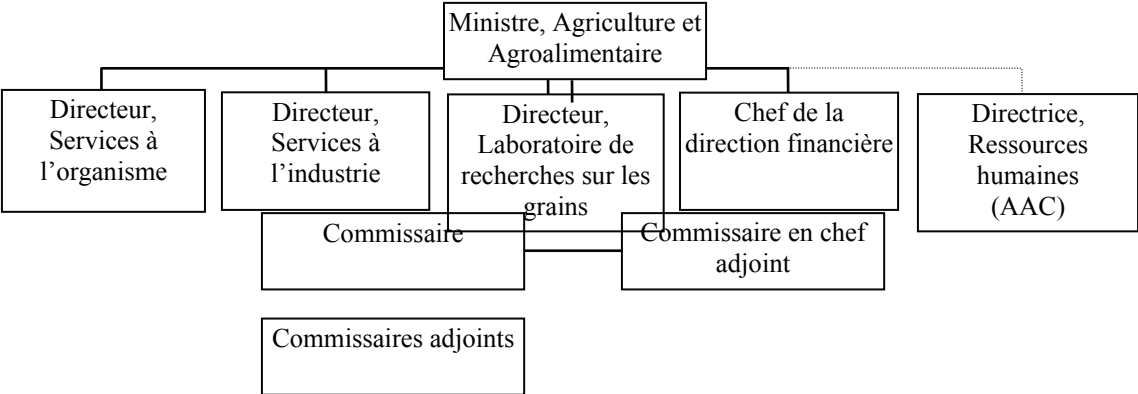 Ministre, Agriculture et
Agroalimentaire
Directeur,
Services à
l’organisme
Directeur,
Services à
l’industrie
Directeur,
Laboratoire de
recherches sur les
grains
Chef de la
direction financière
Directrice,
Ressources
humaines
(AAC)
Commissaire
Commissaire en chef
adjoint
Commissaires adjoints